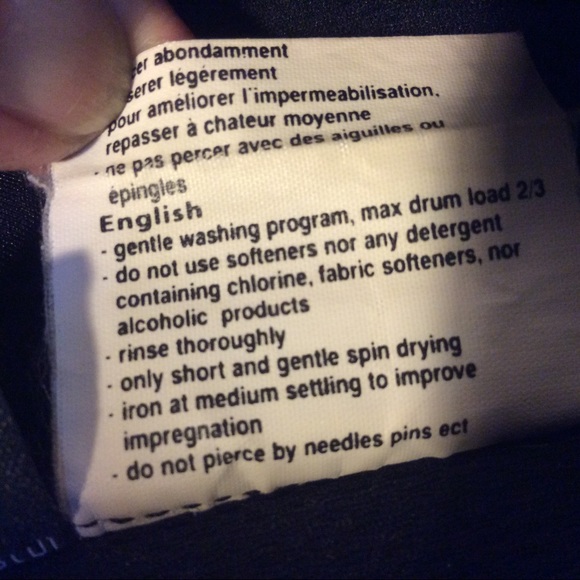 abondamment
légérement
pour améliorer l'impermeabilisation.
repasser à chateur moyenne
- ne pas percer avec des aiguilles ou
épingles
English
- gentle washing program, max drum load 2/3
- do not use softeners nor any detergent
containing chlorine, fabric softeners, nor
alcoholic products
- rinse thoroughly
- only short and gentle spin drying
- iron at medium settling to improve
impregnation
- do not pierce by needles pins ect